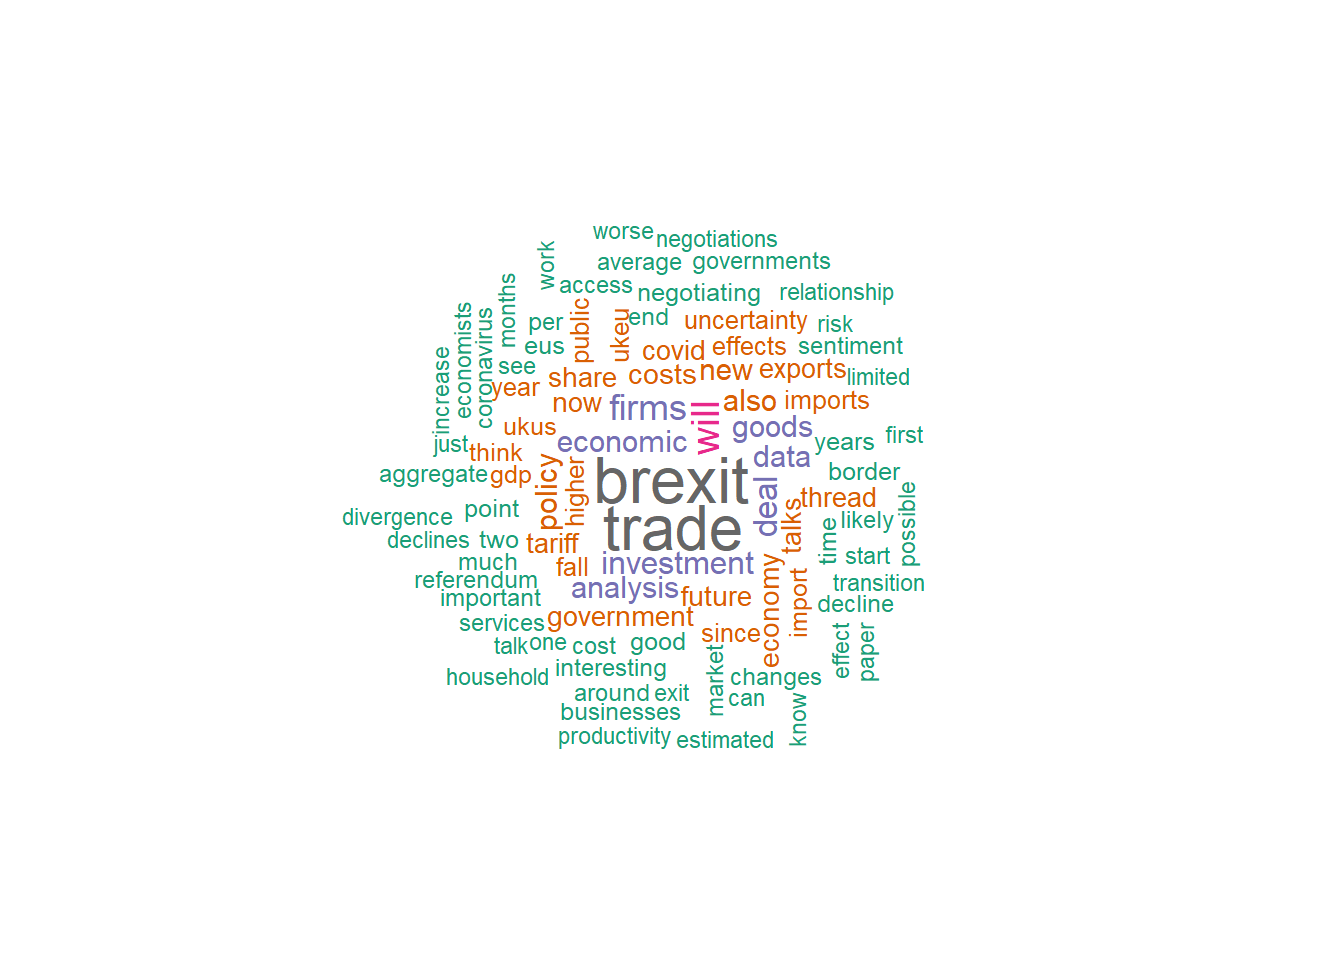 worse
negotiations
work
average
governments
access
negotiating
relationship
months
public
end
uncertainty
risk
per
ukeu
economists
coronavirus
eus
covid
effects
sentiment
increase
see
share
costs
new
exports
limited
year
now
firms
will
also
imports
ukus
economic
goods
years
first
just
think
data
border
aggregate
gdp
policy
higher
brexit
deal
thread
possible
divergence
point
trade
talks
likely
declines
two
tariff
time
start
much
fall
investment
economy
import
transition
referendum
analysis
future
decline
important
government
services
since
effect
paper
talk
one
cost
good
household
interesting
market
changes
around
exit
can
know
businesses
productivity
estimated